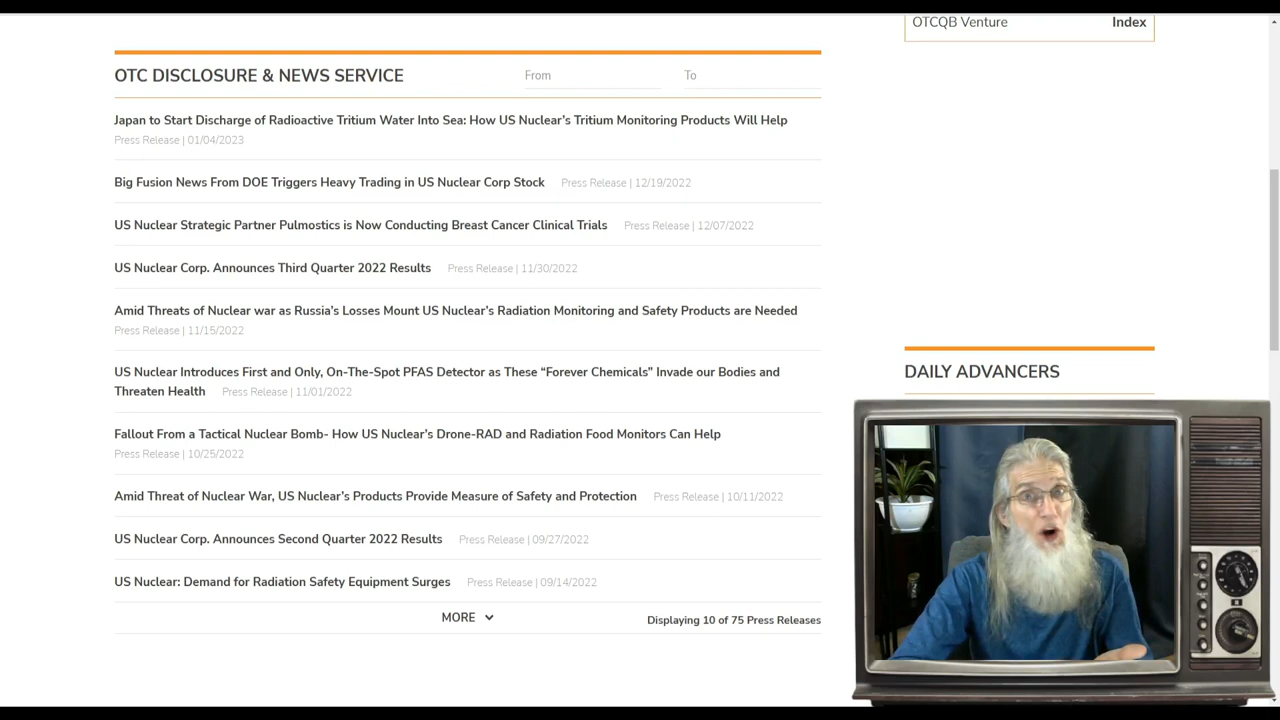 OTCQB Venture Index
OTC DISCLOSURE & NEWS SERVICE From To
Japan to Start Discharge of Radioactive Tritium Water Into Sea: How US Nuclear’s Tritium Monitoring Products Will Help
Press Release | 01/04/2023
Big Fusion News From DOE Triggers Heavy Trading in US Nuclear Corp Stock Press Release | 12/19/2022
US Nuclear Strategic Partner Pulmostics is Now Conducting Breast Cancer Clinical Trials Press Release | 12/07/2022
US Nuclear Corp. Announces Third Quarter 2022 Results Press Release | 11/30/2022
Amid Threats of Nuclear war as Russia’s Losses Mount US Nuclear’s Radiation Monitoring and Safety Products are Needed
Press Release | 11/15/2022
US Nuclear Introduces First and Only, On-The-Spot PFAS Detector as These “Forever Chemicals” Invade our Bodies and
Threaten Health Press Release | 11/01/2022
DAILY ADVANCERS
Fallout From a Tactical Nuclear Bomb- How US Nuclear’s Drone-RAD and Radiation Food Monitors Can Help
Press Release | 10/25/2022
Amid Threat of Nuclear War, US Nuclear’s Products Provide Measure of Safety and Protection Press Release | 10/11/2022
US Nuclear Corp. Announces Second Quarter 2022 Results Press Release | 09/27/2022
US Nuclear: Demand for Radiation Safety Equipment Surges Press Release | 09/14/2022
MORE Displaying 10 of 75 Press Releases